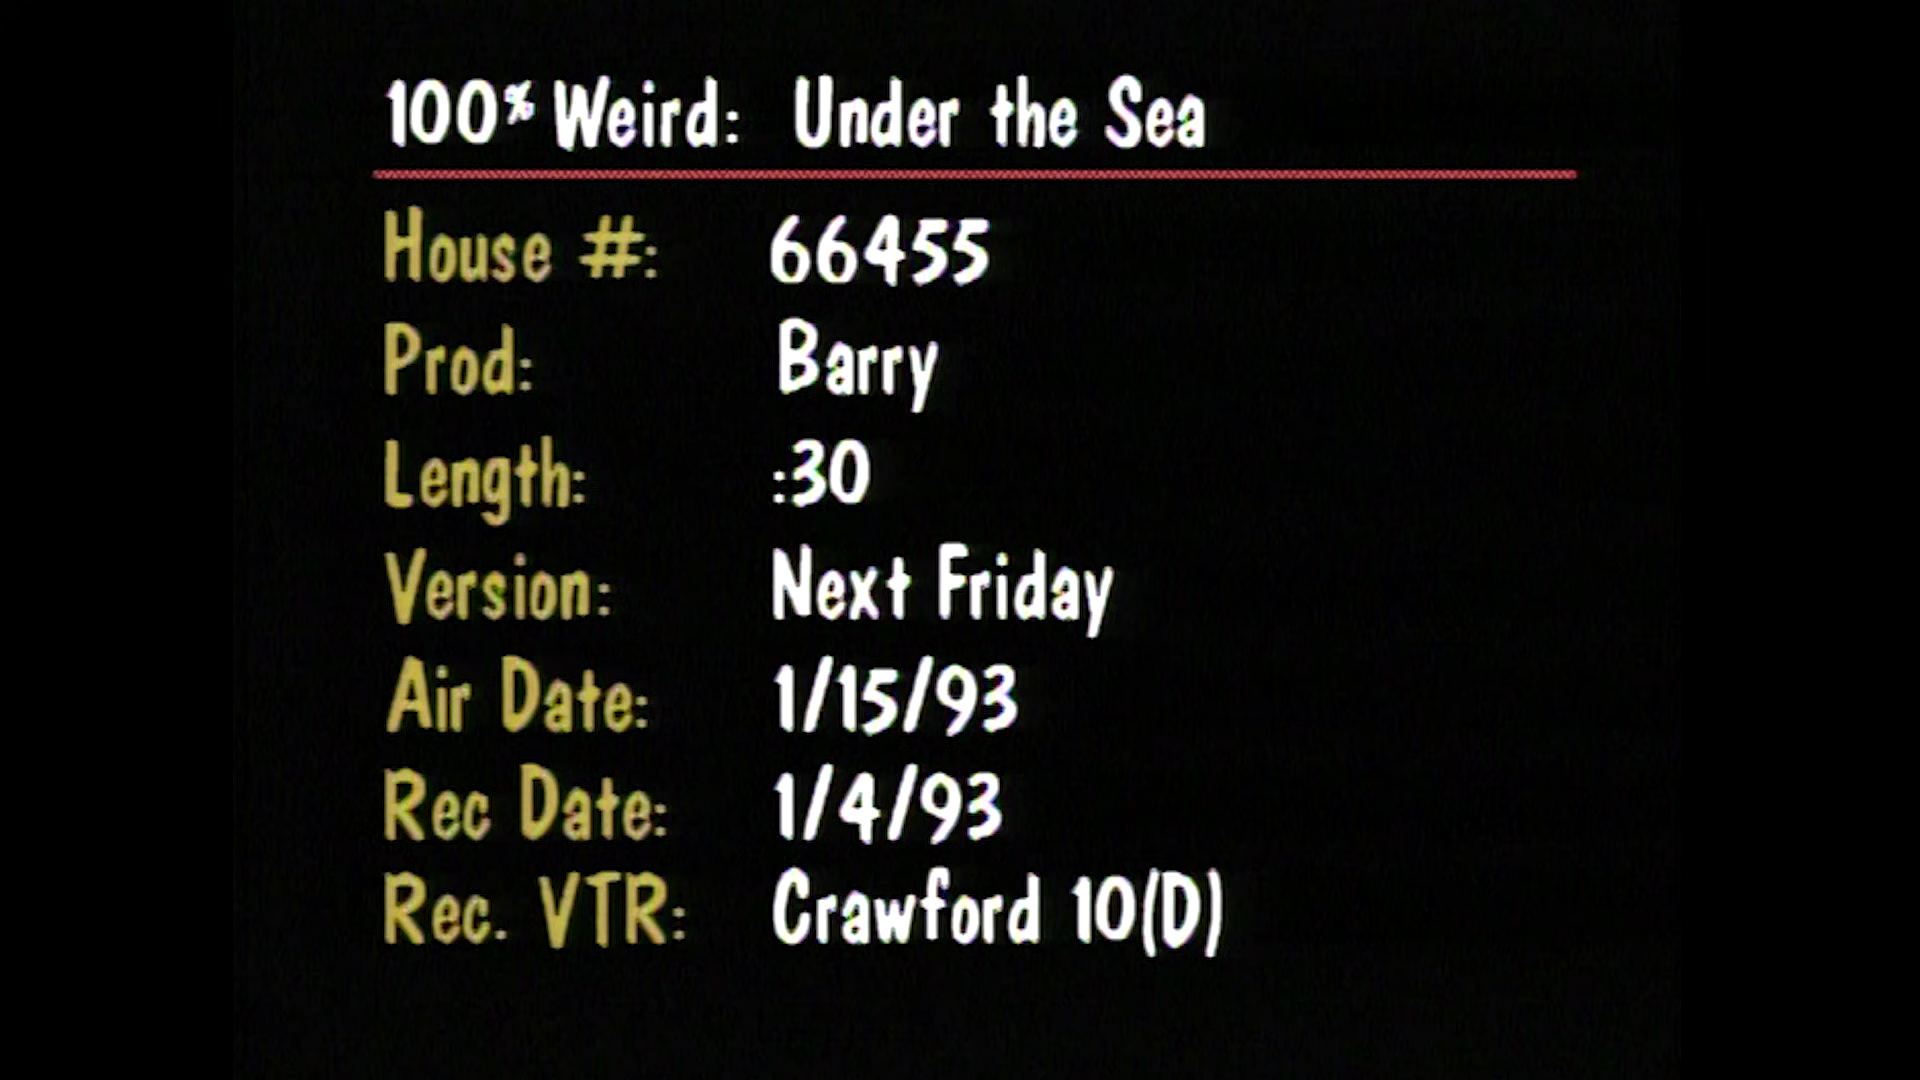 100% Weird: Under the Sea
House #: 66455
Prod: Barry
Length: :30
Version: Next Friday
Air Date: 1/15/93
Rec Date: 1/4/93
Rec. VTR: Crawford 10(D)